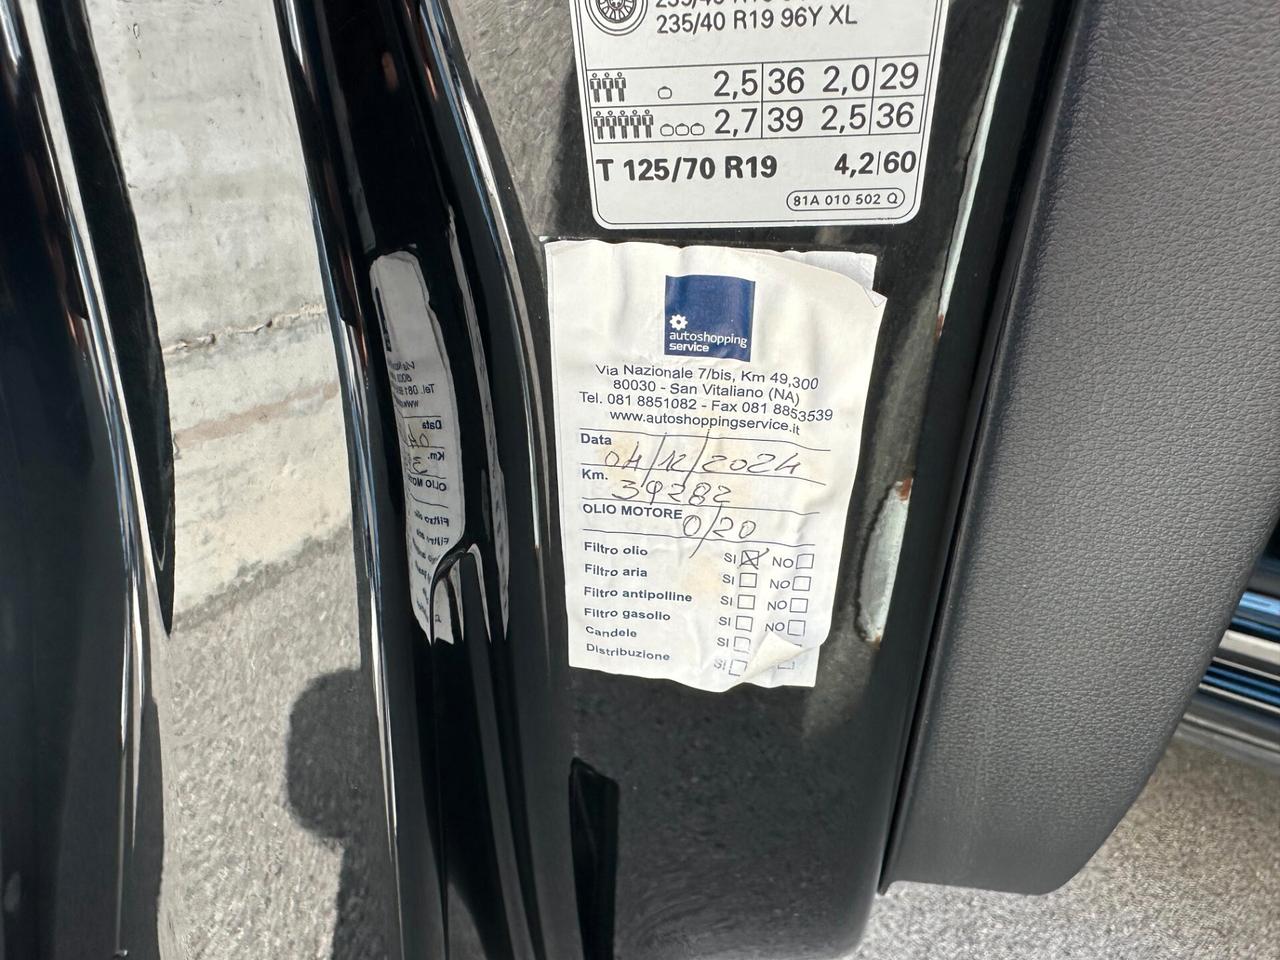 235/40 R19 96Y XL
2,5 36 2,0 29
2,7 39 2,5 36
T 125/70 R19 4,2 60
81A 010 502 Q
autoshopping
service
Via Nazionale 7/bis, Km 49,300
80030 - San Vitaliano (NA)
Tel. 081 8851082 - Fax 081 8853539
www.autoshoppingservice.it
Data 04/12/2024
Km. 39282
OLIO MOTORE 0/20
Filtro olio SI NO
Filtro aria SI NO
Filtro antipolline SI NO
Filtro gasolio SI NO
Candele SI
Distribuzione SI